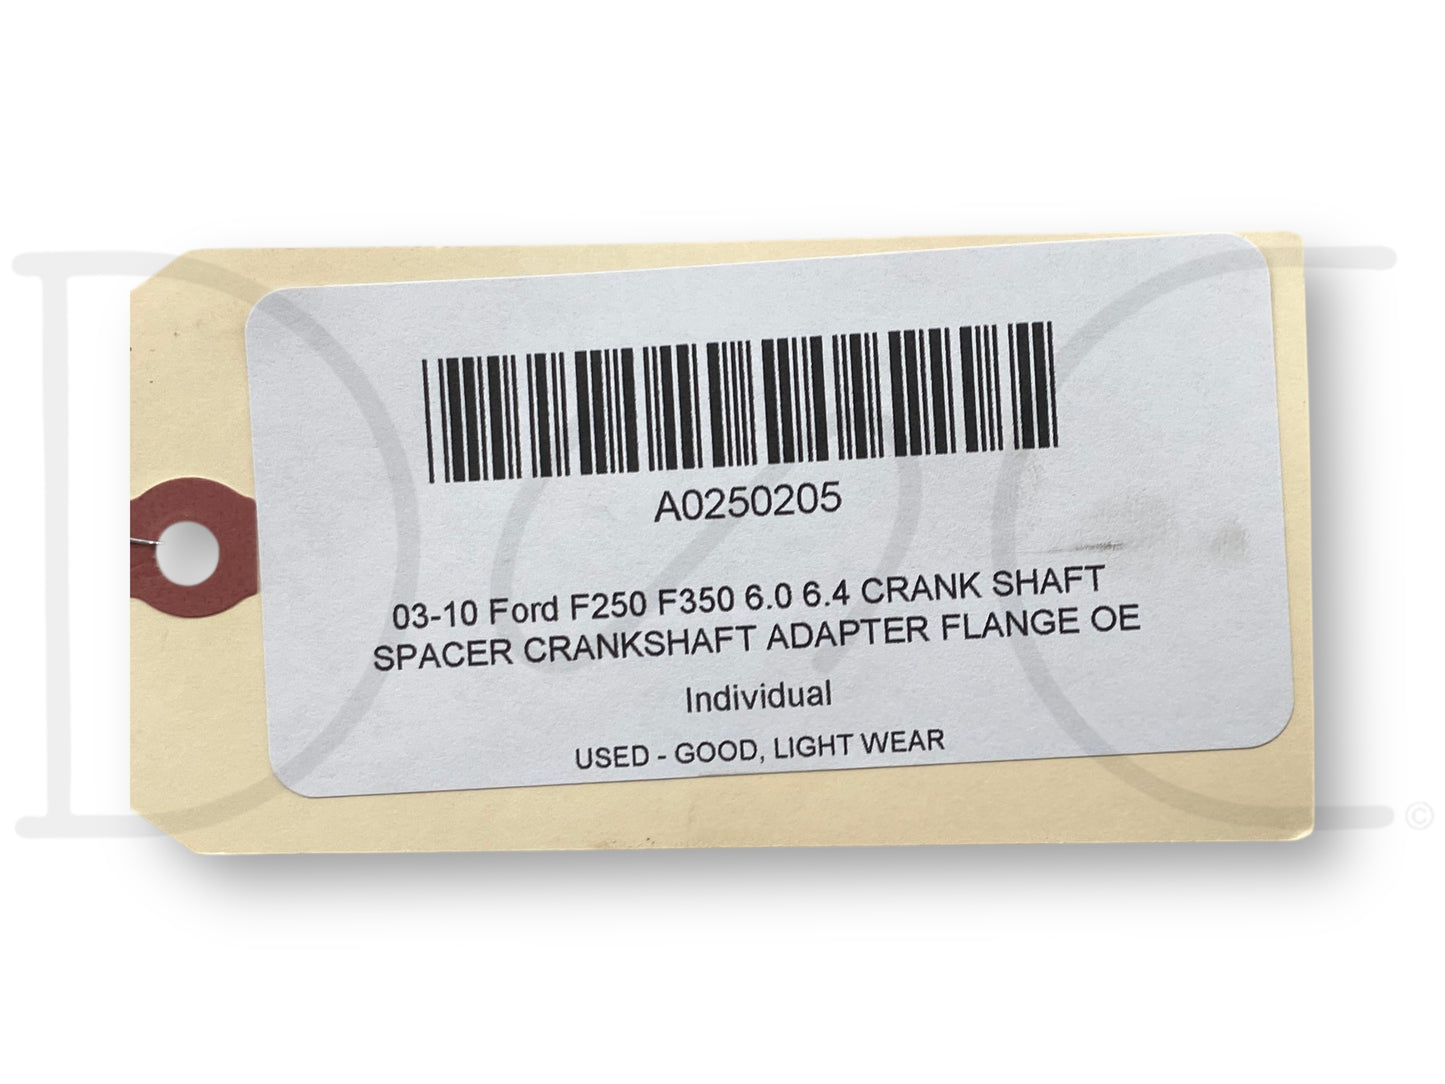 A0250205
03-10 Ford F250 F350 6.0 6.4 CRANK SHAFT
SPACER CRANKSHAFT ADAPTER FLANGE OE
Individual
USED - GOOD, LIGHT WEAR
D2C
©